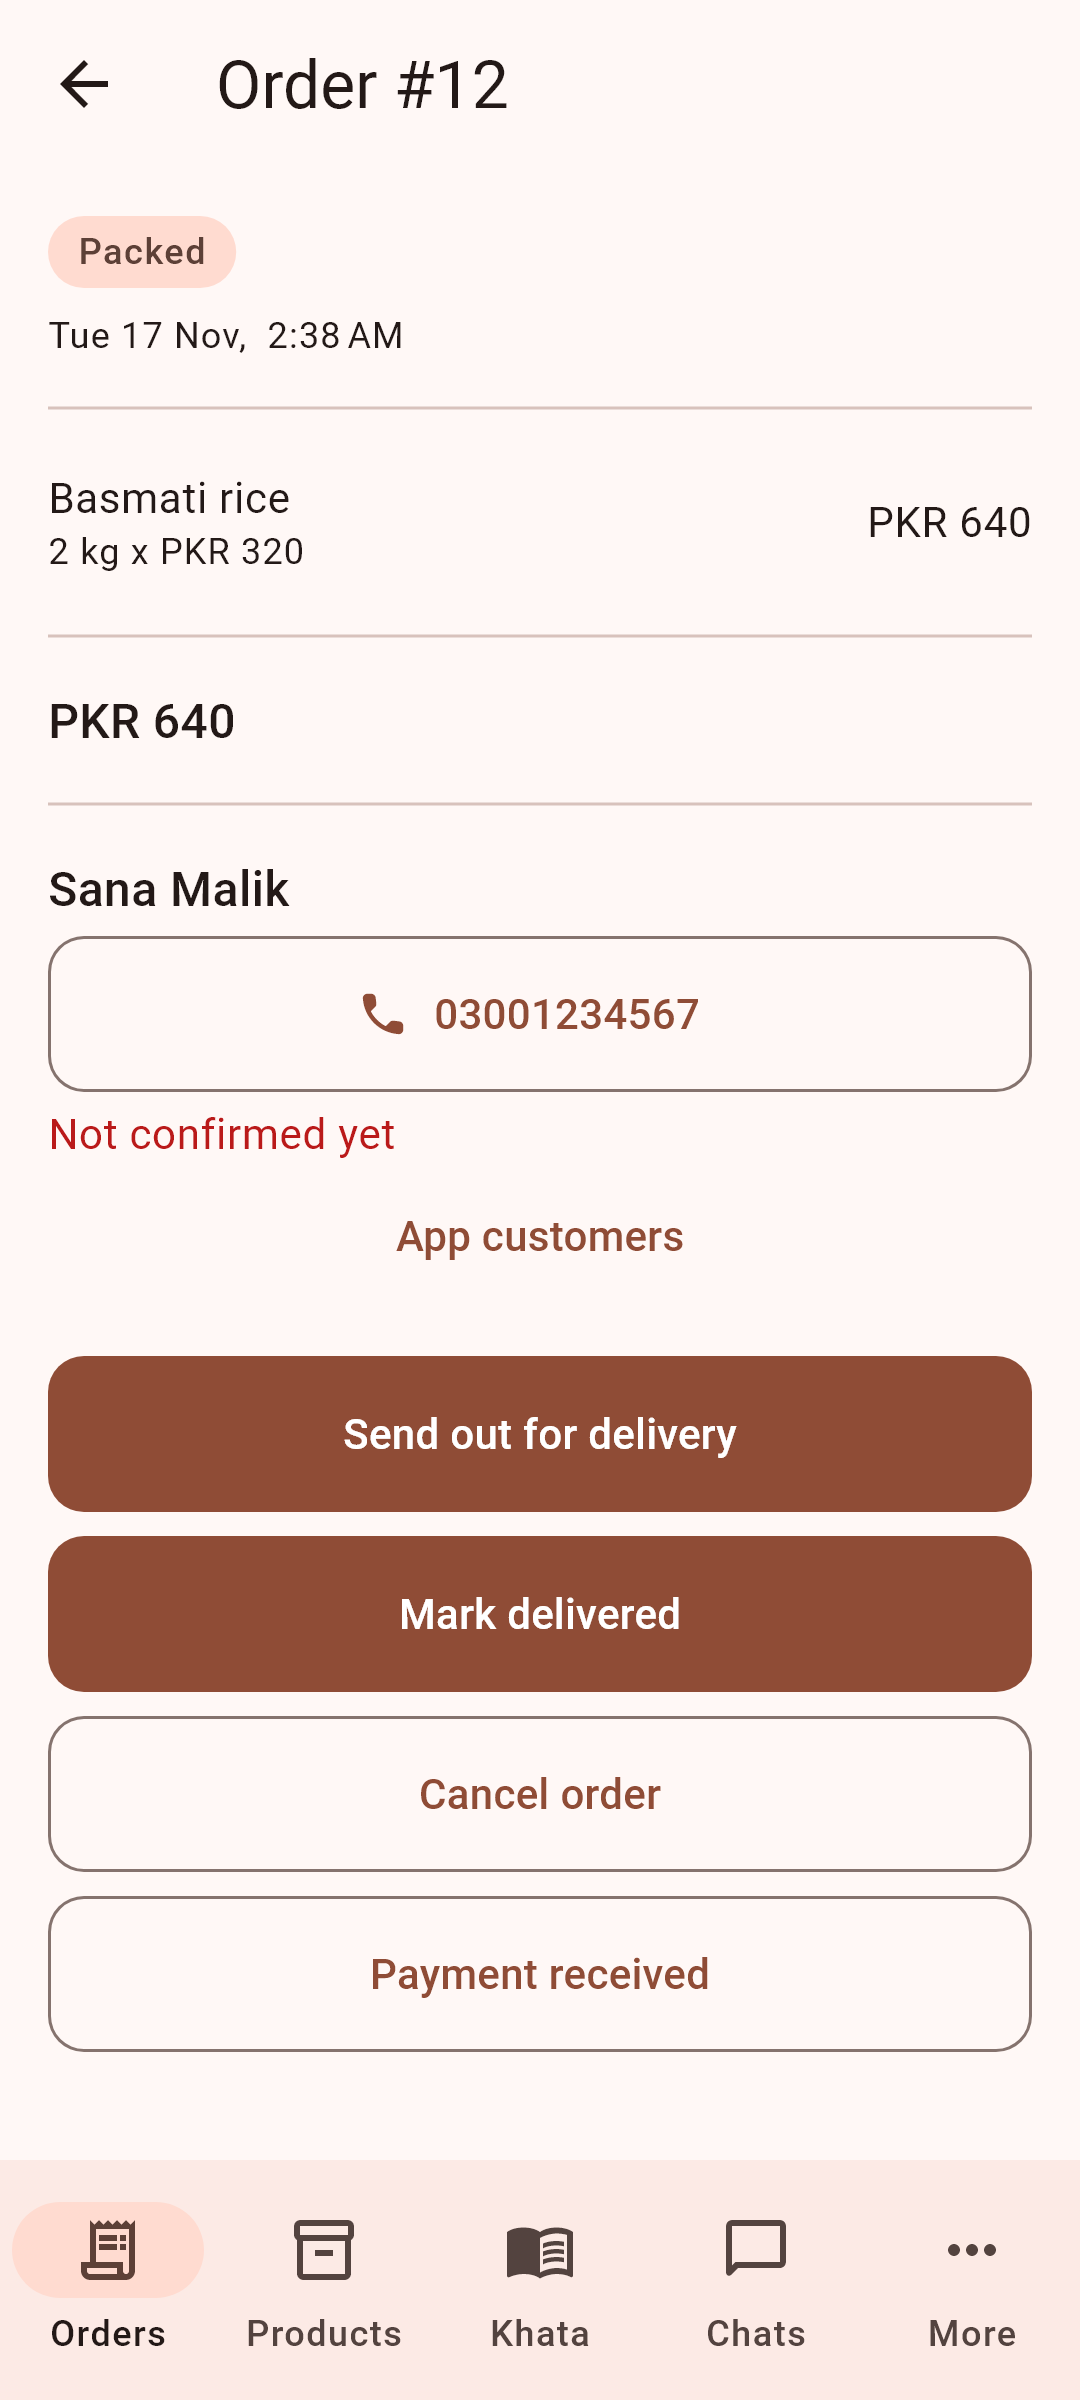 Order #12
Packed
Tue 17 Nov, 2:38 AM
Basmati rice
2 kg x PKR 320
PKR 640
PKR 640
Sana Malik
03001234567
Not confirmed yet
App customers
Send out for delivery
Mark delivered
Cancel order
Payment received
Orders Products Khata Chats More